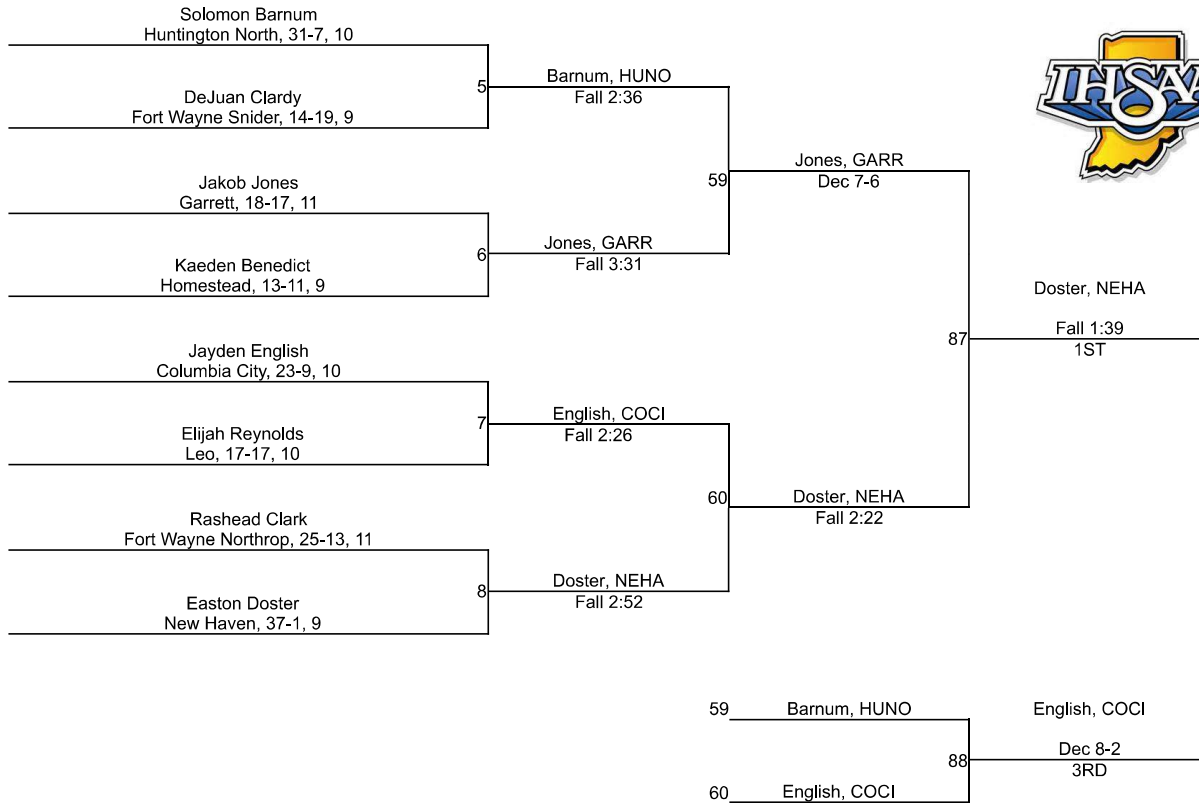 Solomon Barnum
Huntington North, 31-7, 10
5
Barnum, HUNO
Fall 2:36
DeJuan Clardy
Fort Wayne Snider, 14-19, 9
IHSAA
59
Jones, GARR
Dec 7-6
Jakob Jones
Garrett, 18-17, 11
6
Jones, GARR
Fall 3:31
Kaeden Benedict
Homestead, 13-11, 9
87
Doster, NEHA
Fall 1:39
1ST
Jayden English
Columbia City, 23-9, 10
7
English, COCI
Fall 2:26
Elijah Reynolds
Leo, 17-17, 10
60
Doster, NEHA
Fall 2:22
Rashead Clark
Fort Wayne Northrop, 25-13, 11
8
Doster, NEHA
Fall 2:52
Easton Doster
New Haven, 37-1, 9
59
Barnum, HUNO
88
English, COCI
Dec 8-2
3RD
60
English, COCI